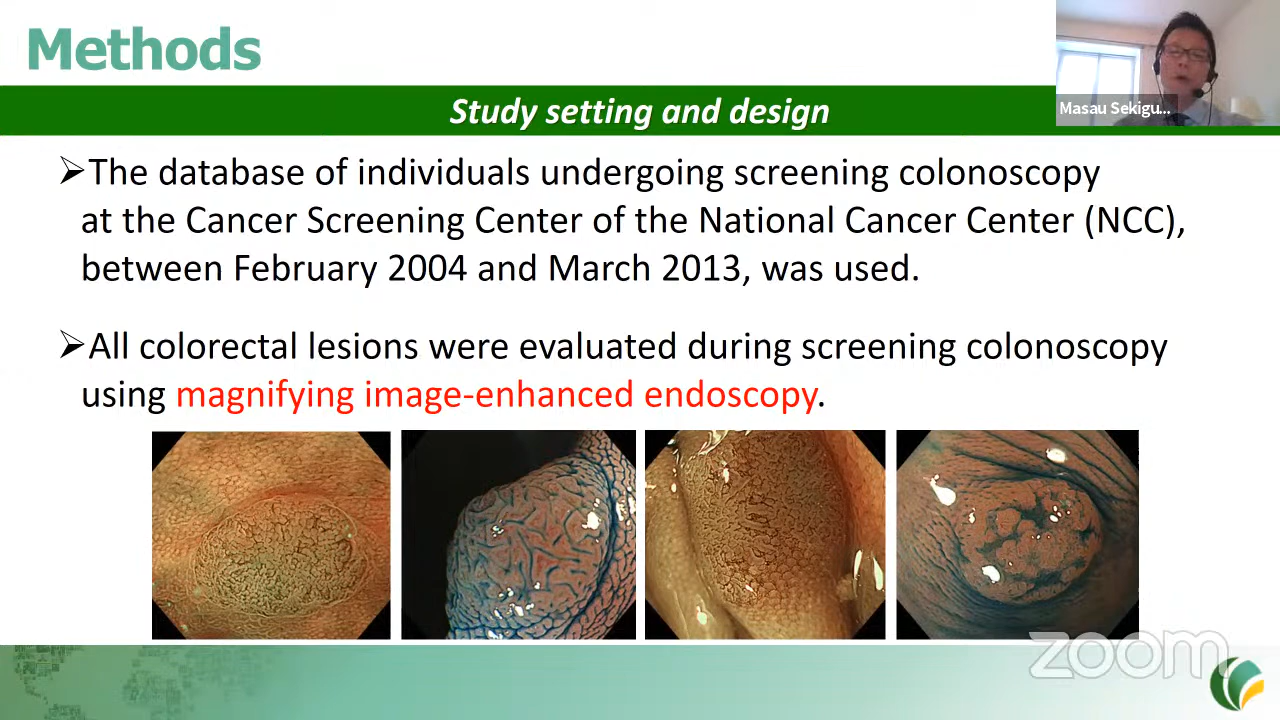 Methods
Masau Sekigu...
Study setting and design
➢The database of individuals undergoing screening colonoscopy
at the Cancer Screening Center of the National Cancer Center (NCC),
between February 2004 and March 2013, was used.
➢All colorectal lesions were evaluated during screening colonoscopy
using magnifying image-enhanced endoscopy.
zoom